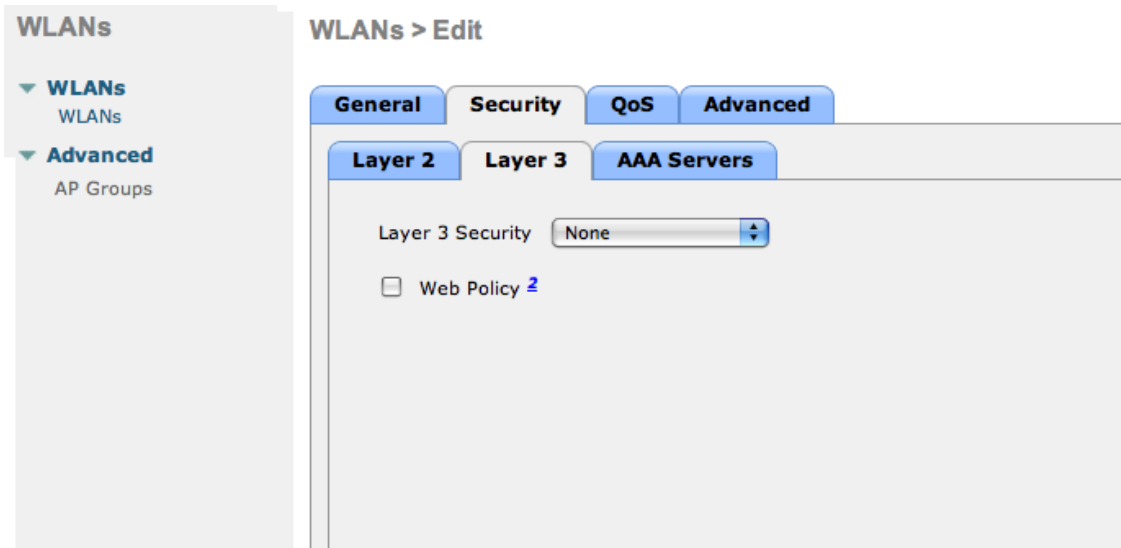 WLANs
WLANs
WLANs
Advanced
AP Groups
WLANs > Edit
General Security QoS Advanced
Layer 2 Layer 3 AAA Servers
Layer 3 Security None
Web Policy 2